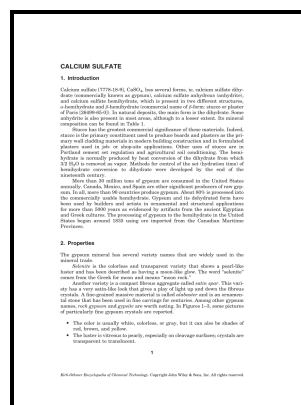 CALCIUM SULFATE
1. Introduction
Calcium sulfate [7778-18-9], CaSO4, has several forms, ie, calcium sulfate dihy-
drate (commercially known as gypsum), calcium sulfate anhydrous (anhydrite),
and calcium sulfate hemihydrate, which is present in two different structures,
α-hemihydrate and β-hemihydrate (commercial name of β-form: stucco or plaster
of Paris [26499-65-0]). In natural deposits, the main form is the dihydrate. Some
anhydrite is also present in most areas, although to a lesser extent. Its mineral
composition can be found in Table 1.
Stucco has the greatest commercial significance of these materials. Indeed,
stucco is the primary constituent used to produce boards and plasters as the pri-
mary wall cladding materials in modern building construction and in formulated
plasters used in job- or shop-site applications. Other uses of stucco are in
Portland cement set regulation and agricultural soil conditioning. The hemi-
hydrate is normally produced by heat conversion of the dihydrate from which
3/2 H2O is removed as vapor. Methods for control of the set (hydration time) of
hemihydrate conversion to dihydrate were developed by the end of the
nineteenth century.
More than 30 million tons of gypsum are consumed in the United States
annually. Canada, Mexico, and Spain are other significant producers of raw gyp-
sum. In all, more than 90 countries produce gypsum. About 80% is processed into
the commercially usable hemihydrate. Gypsum and its dehydrated form have
been used by builders and artists in ornamental and structural applications
for more than 5000 years as evidenced by artifacts from the ancient Egyptian
and Greek cultures. The processing of gypsum to the hemihydrate in the United
States began around 1835 using ore imported from the Canadian Maritime
Provinces.
2. Properties
The gypsum mineral has several variety names that are widely used in the
mineral trade.
Selenite is the colorless and transparent variety that shows a pearl-like
luster and has been described as having a moon-like glow. The word "selenite"
comes from the Greek for moon and means "moon rock."
Another variety is a compact fibrous aggregate called satin spar. This vari-
ety has a very satin-like look that gives a play of light up and down the fibrous
crystals. A fine-grained massive material is called alabaster and is an ornamen-
tal stone that has been used in fine carvings for centuries. Among other gypsum
names, rock gypsum and gypsite are worth noting. In Figures 1–3, some pictures
of particularly fine gypsum crystals are reported.
• The color is usually white, colorless, or gray, but it can also be shades of
red, brown, and yellow.
• The luster is vitreous to pearly, especially on cleavage surfaces; crystals are
transparent to translucent.
1
Kirk-Othmer Encyclopedia of Chemical Technology. Copyright John Wiley & Sons, Inc. All rights reserved.